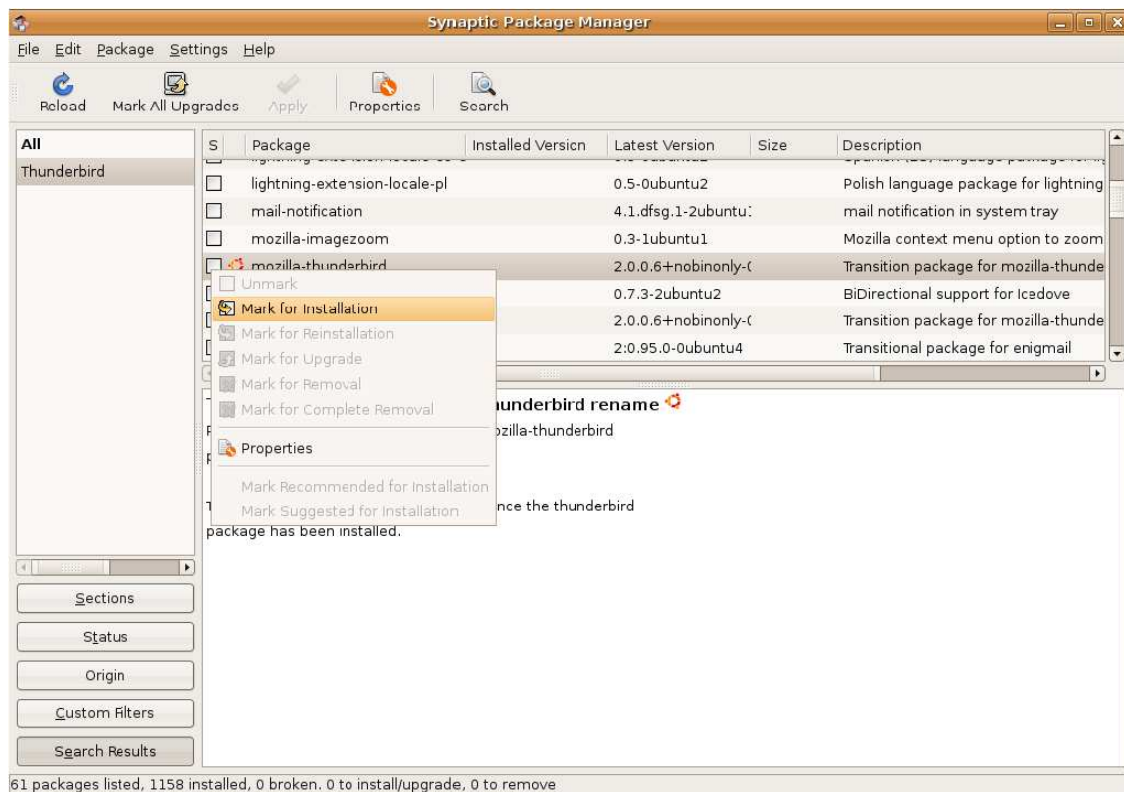 Synaptic Package Manager
File Edit Package Settings Help
Reload Mark All Upgrades Apply Properties Search
All
Thunderbird
S Package Installed Version Latest Version Size Description
lightning-extension-locale-pl 0.5-0ubuntu2 Polish language package for lightning
mail-notification 4.1.dfsg.1-2ubuntu mail notification in system tray
mozilla-imagezoom 0.3-1ubuntu1 Mozilla context menu option to zoom
mozilla-thunderbird 2.0.0.6+nobinonly-( Transition package for mozilla-thunde
0.7.3-2ubuntu2 BiDirectional support for Icedove
2.0.0.6+nobinonly-( Transition package for mozilla-thunde
2:0.95.0-0ubuntu4 Transitional package for enigmail
Unmark
Mark for Installation
Mark for Reinstallation
Mark for Upgrade
Mark for Removal
Mark for Complete Removal
Properties
Mark Recommended for Installation
Mark Suggested for Installation
underbird rename
ozilla-thunderbird
nce the thunderbird
package has been installed.
Sections
Status
Origin
Custom Filters
Search Results
61 packages listed, 1158 installed, 0 broken. 0 to install/upgrade, 0 to remove